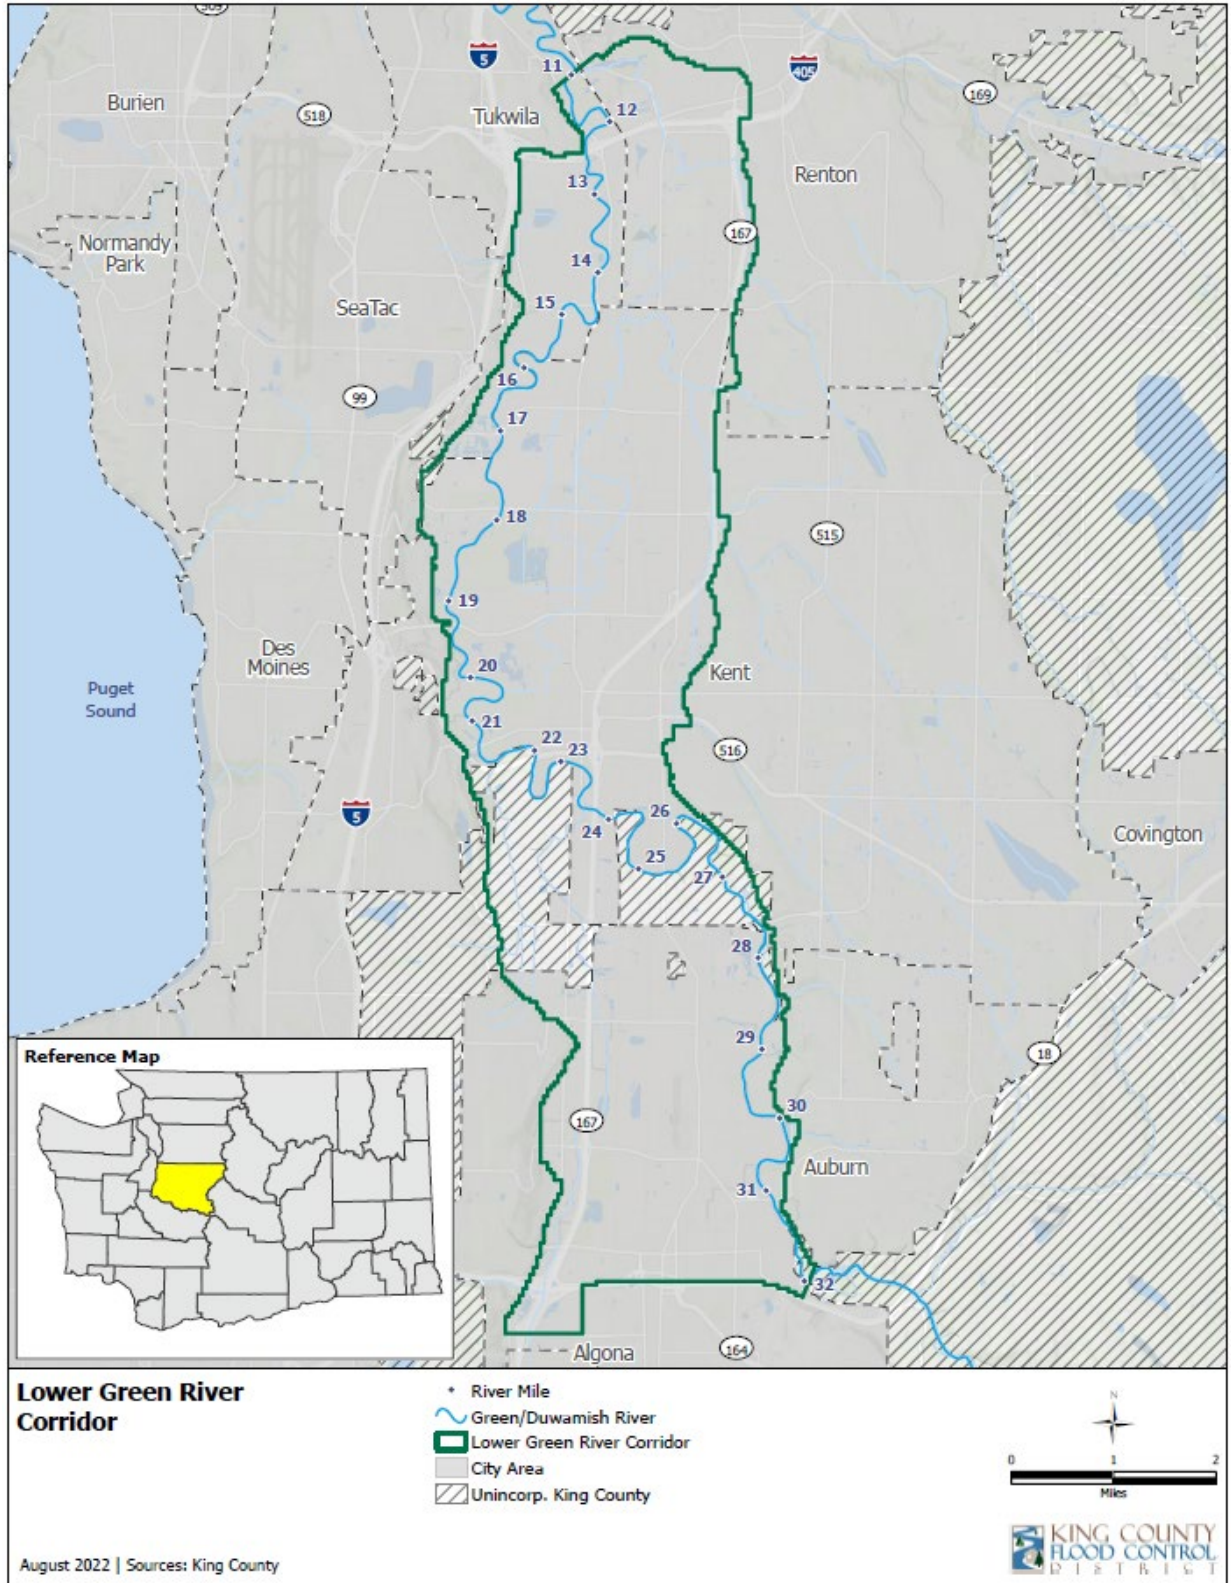 509
11
5
405
Burien
518
Tukwila
12
169
13
Renton
167
Normandy
Park
14
SeaTac
15
16
99
17
18
515
19
Des
Moines
20
Kent
Puget
Sound
21
22
23
516
5
24
26
Covington
25
27
28
29
18
Reference Map
30
167
Auburn
31
32
Algona
164
Lower Green River
Corridor
River Mile
Green/Duwamish River
Lower Green River Corridor
City Area
Unincorp. King County
N
0 1 2
Miles
KING COUNTY
FLOOD CONTROL
DISTRICT
August 2022 | Sources: King County